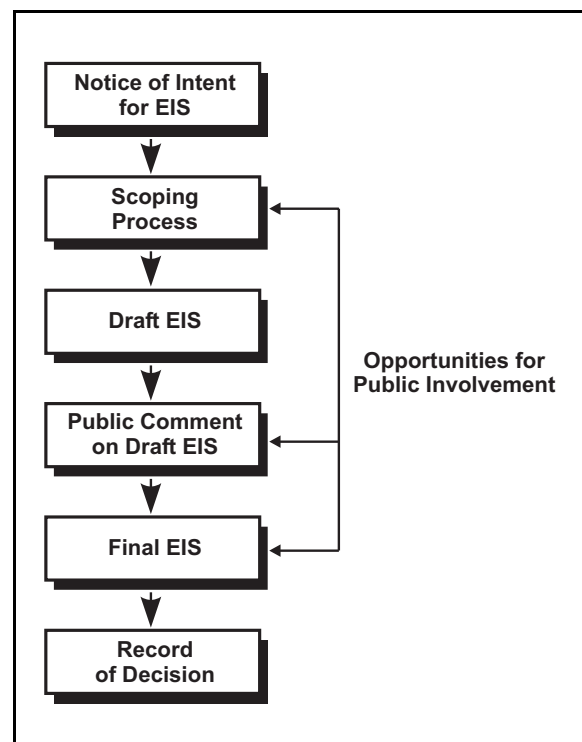 Notice of Intent
for EIS
Scoping
Process
Draft EIS
Opportunities for
Public Involvement
Public Comment
on Draft EIS
Final EIS
Record
of Decision